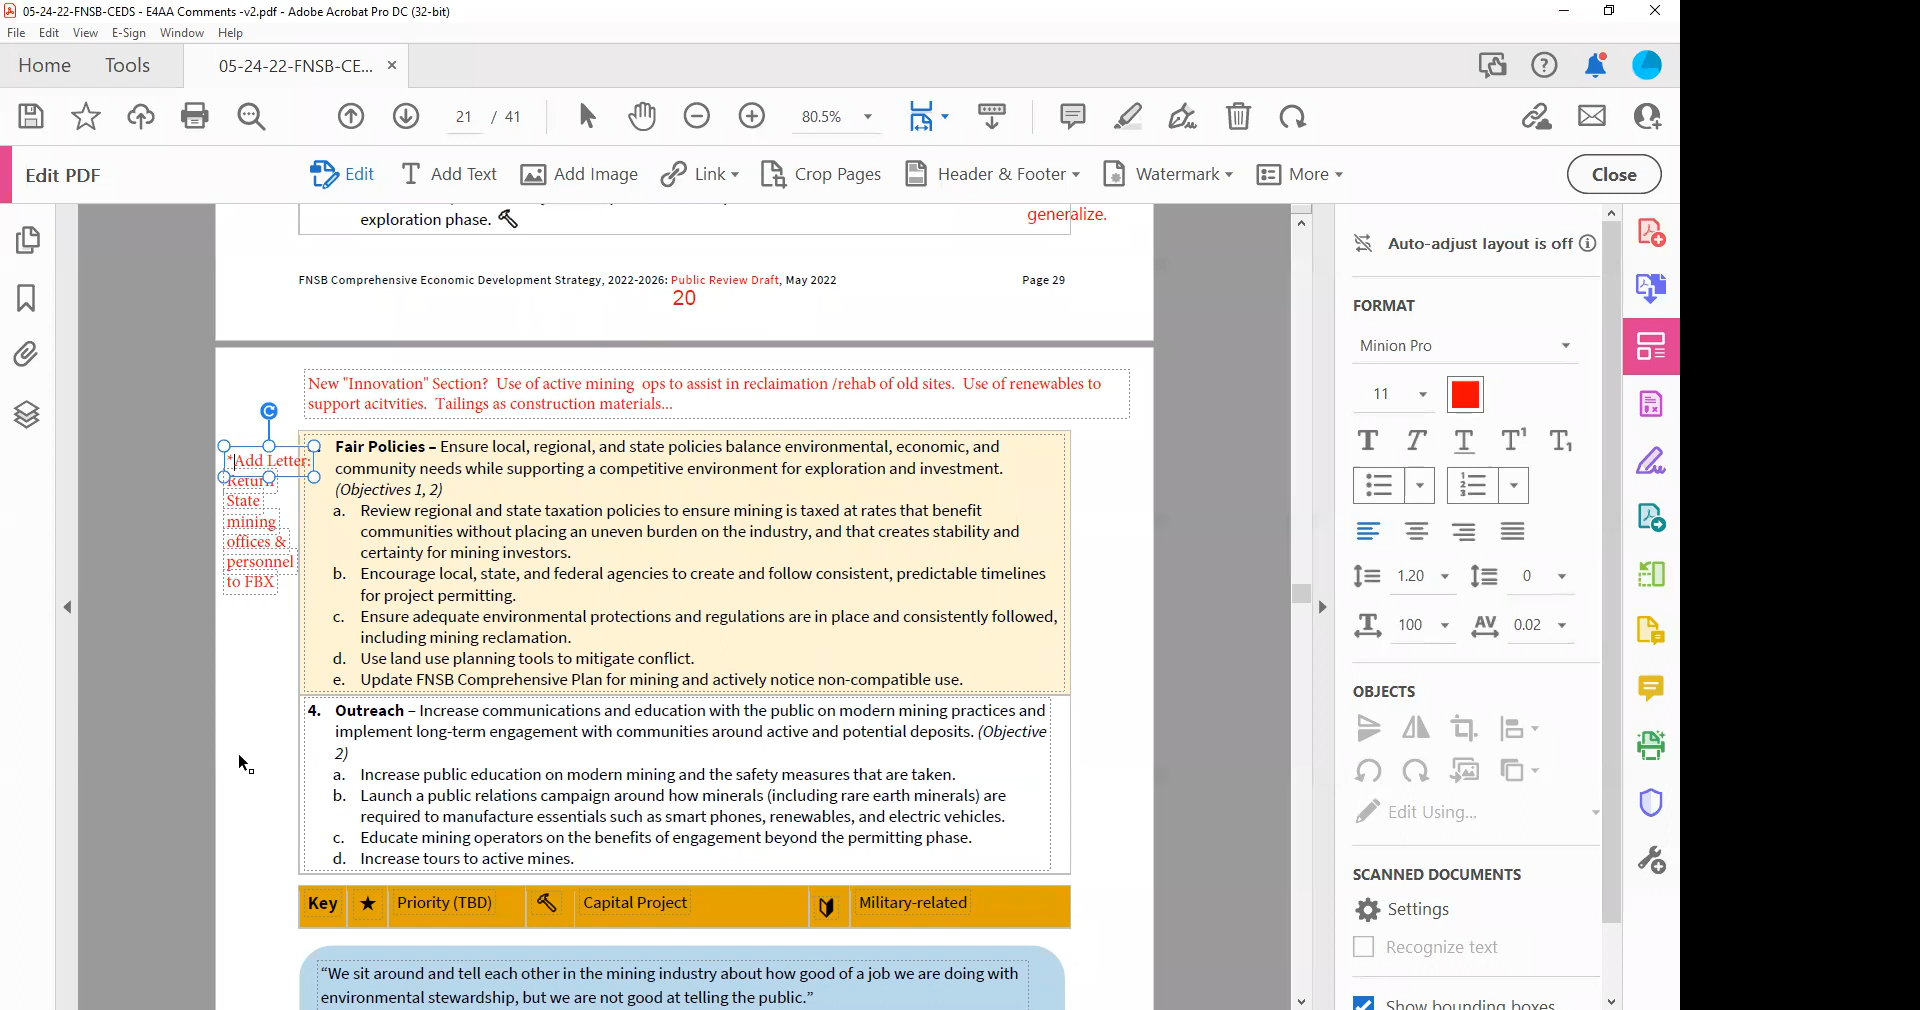 05-24-22-FNSB-CEDS - E4AA Comments -v2.pdf - Adobe Acrobat Pro DC (32-bit)
File Edit View E-Sign Window Help
Home Tools 05-24-22-FNSB-CE... ×
21 / 41 80.5%
Edit PDF Edit Add Text Add Image Link Crop Pages Header & Footer Watermark More Close
exploration phase.
generalize.
FNSB Comprehensive Economic Development Strategy, 2022-2026: Public Review Draft, May 2022 Page 29
20
New "Innovation" Section? Use of active mining ops to assist in reclaimation /rehab of old sites. Use of renewables to
support acitvities. Tailings as construction materials...
*Add Letter:
Return
State
mining
offices &
personnel
to FBX
Fair Policies – Ensure local, regional, and state policies balance environmental, economic, and
community needs while supporting a competitive environment for exploration and investment.
(Objectives 1, 2)
a. Review regional and state taxation policies to ensure mining is taxed at rates that benefit
communities without placing an uneven burden on the industry, and that creates stability and
certainty for mining investors.
b. Encourage local, state, and federal agencies to create and follow consistent, predictable timelines
for project permitting.
c. Ensure adequate environmental protections and regulations are in place and consistently followed,
including mining reclamation.
d. Use land use planning tools to mitigate conflict.
e. Update FNSB Comprehensive Plan for mining and actively notice non-compatible use.
4. Outreach – Increase communications and education with the public on modern mining practices and
implement long-term engagement with communities around active and potential deposits. (Objective
2)
a. Increase public education on modern mining and the safety measures that are taken.
b. Launch a public relations campaign around how minerals (including rare earth minerals) are
required to manufacture essentials such as smart phones, renewables, and electric vehicles.
c. Educate mining operators on the benefits of engagement beyond the permitting phase.
d. Increase tours to active mines.
Key ★ Priority (TBD) Capital Project Military-related
“We sit around and tell each other in the mining industry about how good of a job we are doing with
environmental stewardship, but we are not good at telling the public.”
Auto-adjust layout is off
FORMAT
Minion Pro
11
T T T T¹ T₁
1.20 0
100 AV 0.02
OBJECTS
Edit Using...
SCANNED DOCUMENTS
Settings
Recognize text
Show bounding boxes